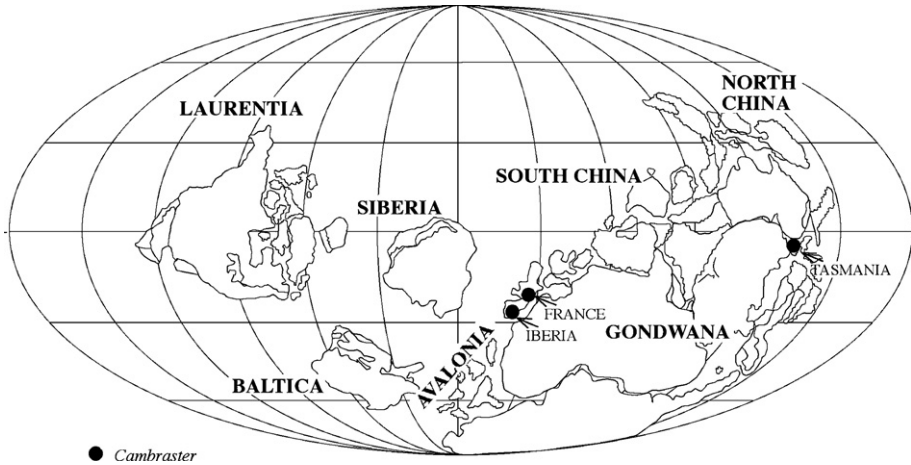 NORTH
CHINA
LAURENTIA
SOUTH CHINA
SIBERIA
TASMANIA
FRANCE
IBERIA
GONDWANA
AVALONIA
BALTICA
Cambraster